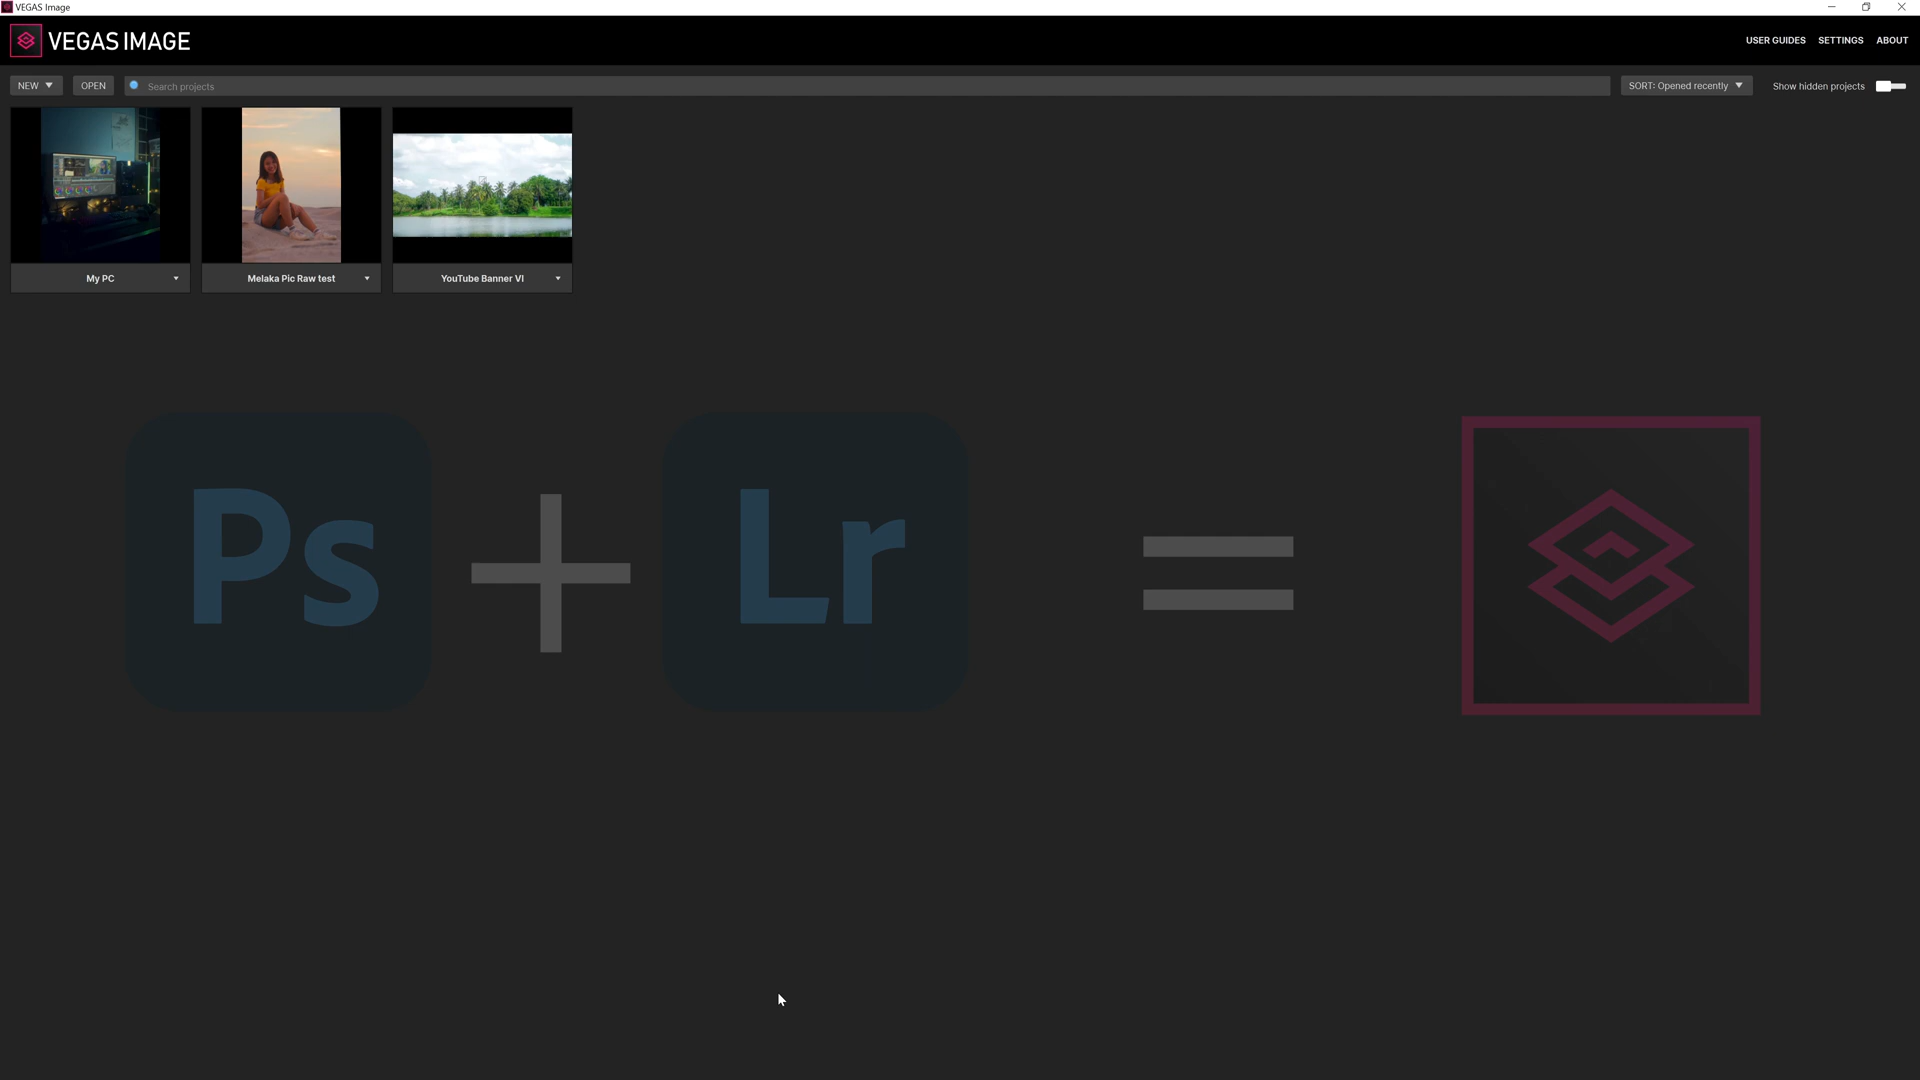 VEGAS Image
VEGAS IMAGE
USER GUIDES SETTINGS ABOUT
NEW OPEN Search projects SORT: Opened recently Show hidden projects
My PC Melaka Pic Raw test YouTube Banner VI
Ps + Lr =